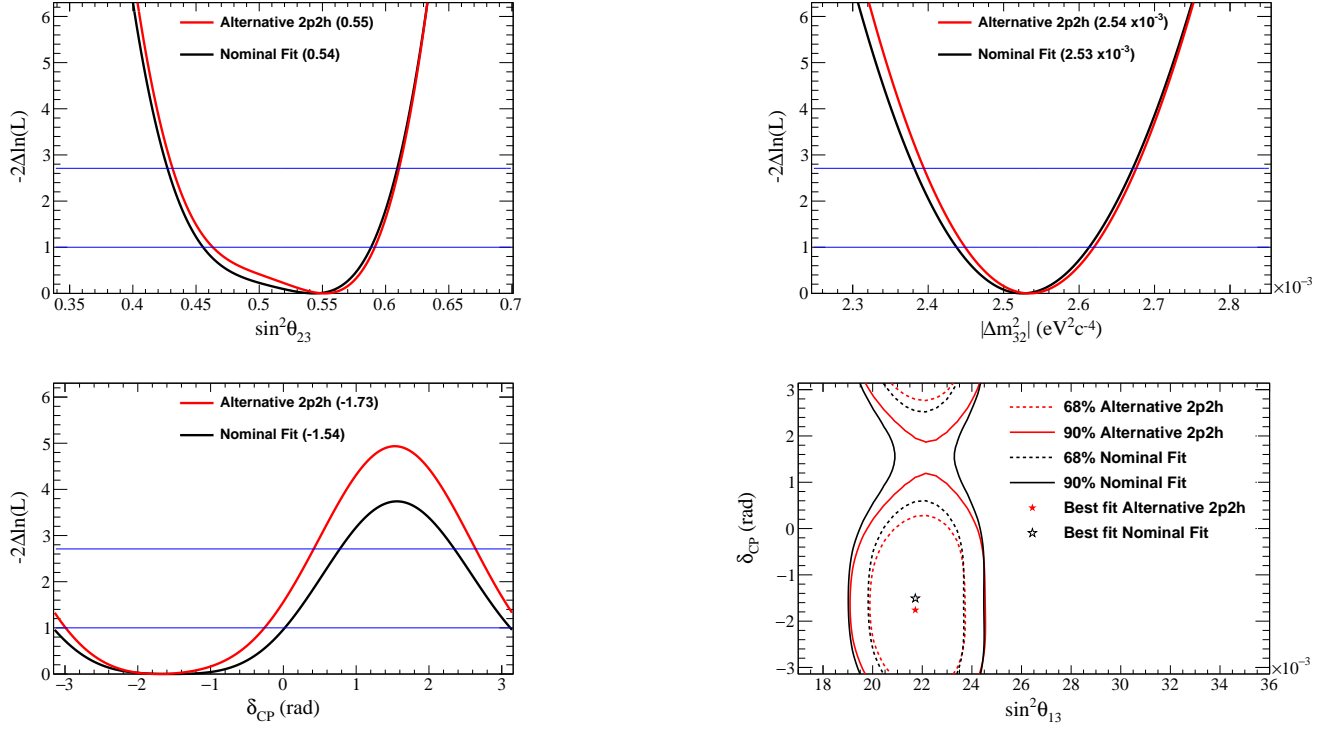 -2Δln(L)
6
5
4
3
2
1
0
Alternative 2p2h (0.55)
Nominal Fit (0.54)
0.35 0.4 0.45 0.5 0.55 0.6 0.65 0.7
sin²θ₂₃
-2Δln(L)
6
5
4
3
2
1
0
Alternative 2p2h (2.54 x10⁻³)
Nominal Fit (2.53 x10⁻³)
2.3 2.4 2.5 2.6 2.7 2.8 ×10⁻³
|Δm²₃₂| (eV²c⁻⁴)
-2Δln(L)
6
5
4
3
2
1
0
Alternative 2p2h (-1.73)
Nominal Fit (-1.54)
−3 −2 −1 0 1 2 3
δ_CP (rad)
δ_CP (rad)
3
2
1
0
−1
−2
−3
68% Alternative 2p2h
90% Alternative 2p2h
68% Nominal Fit
90% Nominal Fit
Best fit Alternative 2p2h
Best fit Nominal Fit
18 20 22 24 26 28 30 32 34 36 ×10⁻³
sin²θ₁₃